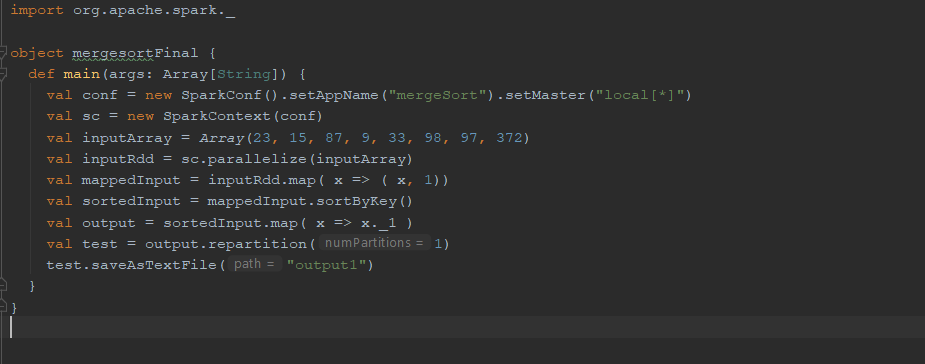 import org.apache.spark._
object mergesortFinal {
def main(args: Array[String]) {
val conf = new SparkConf().setAppName("mergeSort").setMaster("local[*]")
val sc = new SparkContext(conf)
val inputArray = Array(23, 15, 87, 9, 33, 98, 97, 372)
val inputRdd = sc.parallelize(inputArray)
val mappedInput = inputRdd.map( x => ( x, 1))
val sortedInput = mappedInput.sortByKey()
val output = sortedInput.map( x => x._1 )
val test = output.repartition( numPartitions = 1)
test.saveAsTextFile( path = "output1")
}
}